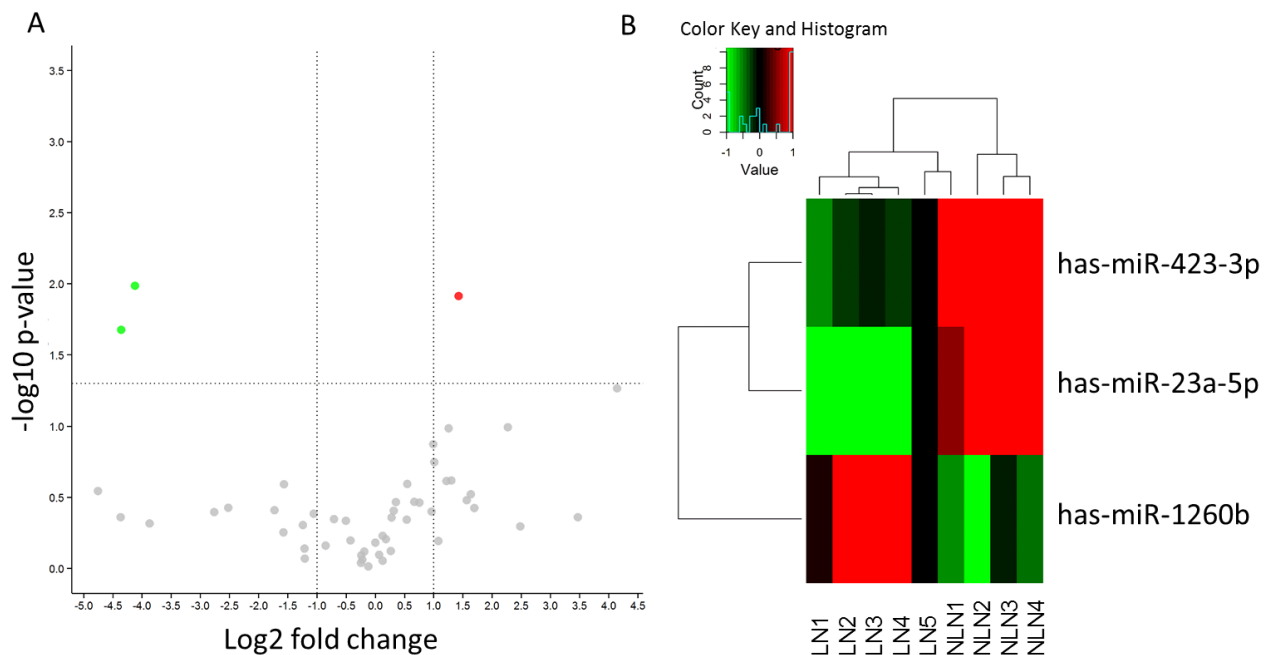 A
-log10 p-value
3.5
3.0
2.5
2.0
1.5
1.0
0.5
0.0
-5.0 -4.5 -4.0 -3.5 -3.0 -2.5 -2.0 -1.5 -1.0 -0.5 0.0 0.5 1.0 1.5 2.0 2.5 3.0 3.5 4.0 4.5
Log2 fold change
B
Color Key and Histogram
Count
0 2 4 6 8
-1 0 1
Value
has-miR-423-3p
has-miR-23a-5p
has-miR-1260b
LN1 LN2 LN3 LN4 LN5 NLN1 NLN2 NLN3 NLN4